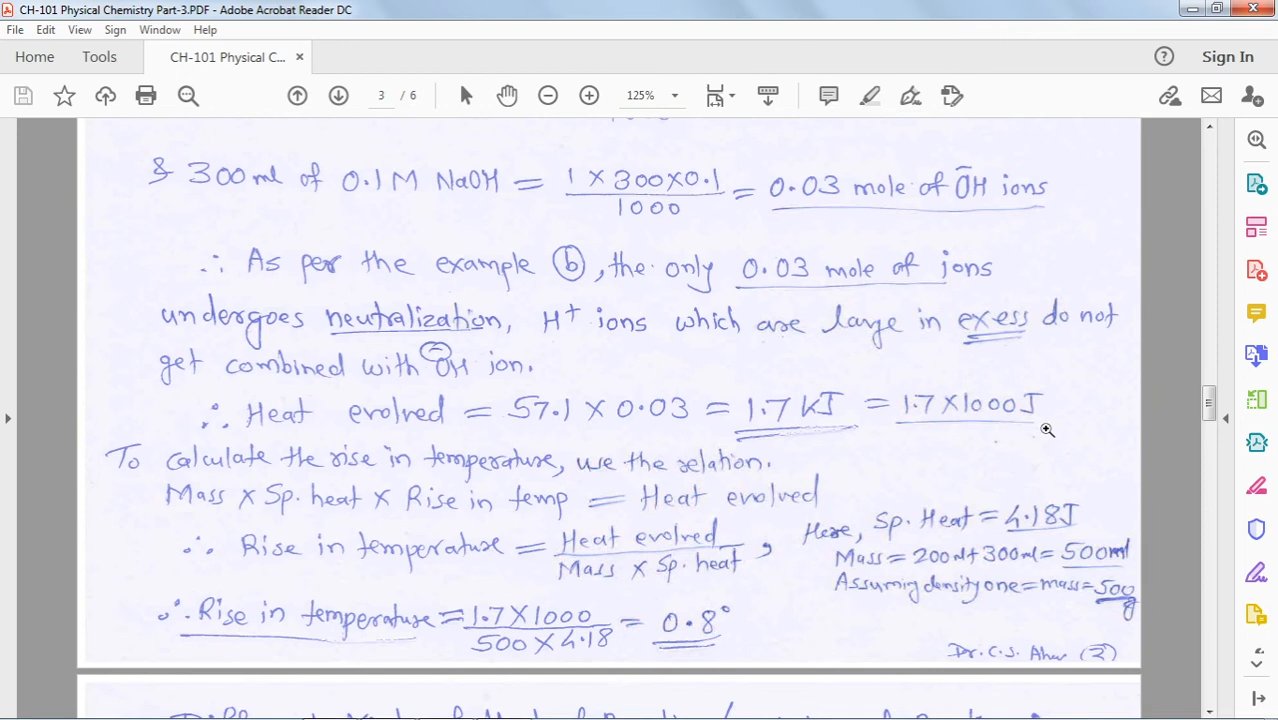 CH-101 Physical Chemistry Part-3.PDF - Adobe Acrobat Reader DC
File Edit View Sign Window Help
Home Tools CH-101 Physical C... × Sign In
3 / 6 125%
& 300 ml of 0.1 M NaOH = 1 × 300 × 0.1 / 1000 = 0.03 mole of ŌH ions
∴ As per the example ⓑ, the only 0.03 mole of ions
undergoes neutralization, H+ ions which are large in exess do not
get combined with ŌH ion.
∴ Heat evolved = 57.1 × 0.03 = 1.7 KJ = 1.7 × 1000 J
To calculate the rise in temperature, use the relation.
Mass × Sp. heat × Rise in temp = Heat evolved
∴ Rise in temperature = Heat evolved / Mass × Sp. heat ,
Here, Sp. Heat = 4.18 J
Mass = 200 ml + 300 ml = 500 ml
Assuming density one = mass = 500 g
∴ Rise in temperature = 1.7 × 1000 / 500 × 4.18 = 0.8°
Dr. C. S.